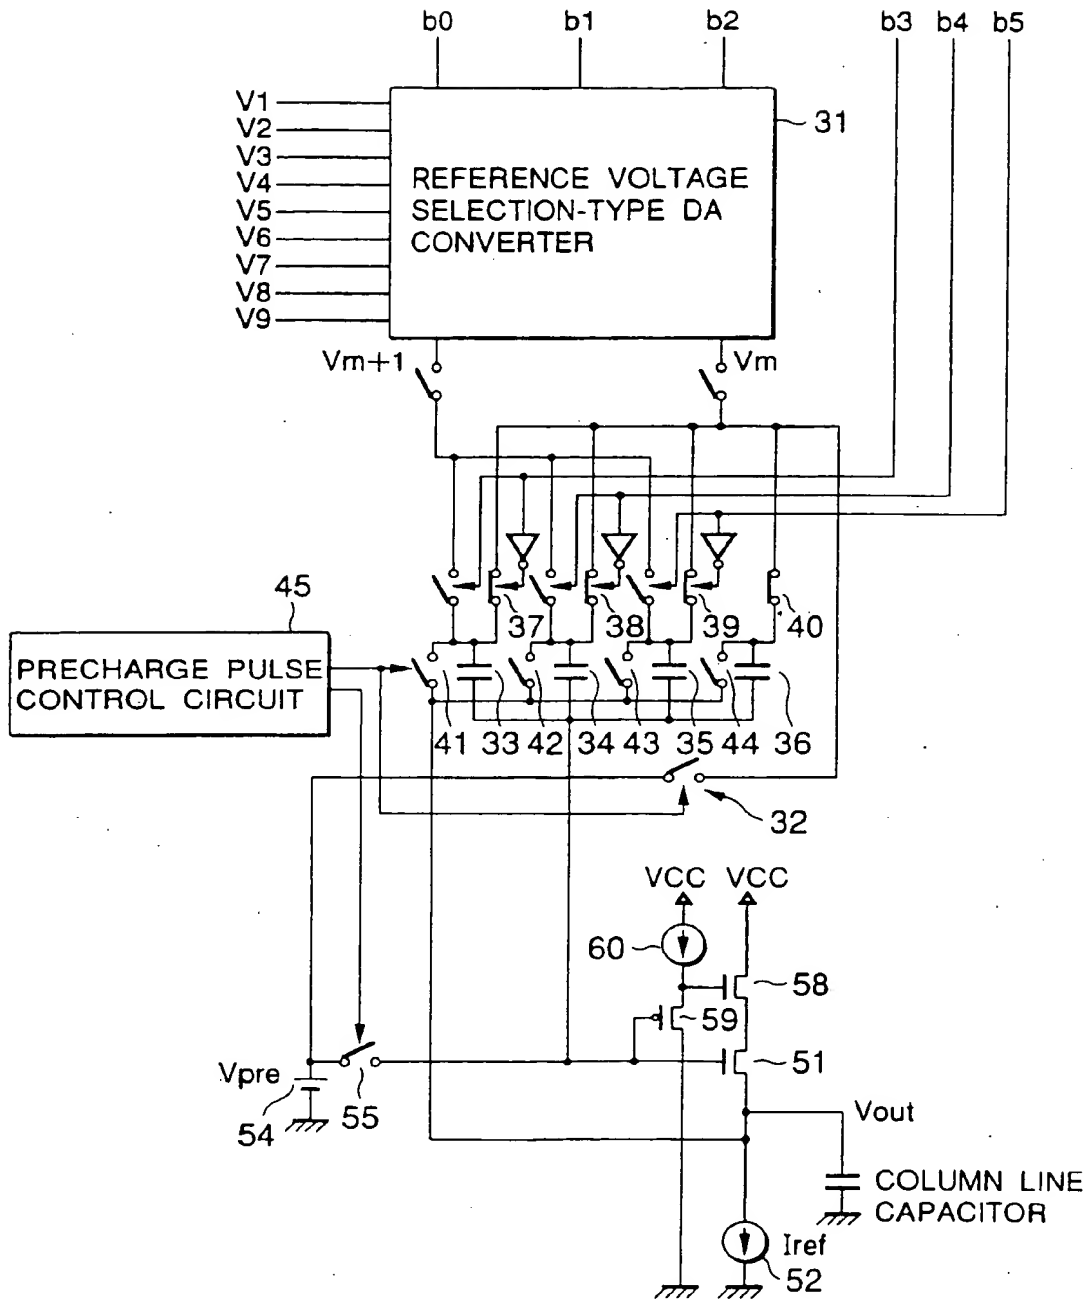 b0 b1 b2 b3 b4 b5
V1
V2
V3
V4
V5
V6
V7
V8
V9
31
REFERENCE VOLTAGE
SELECTION-TYPE DA
CONVERTER
Vm+1 Vm
45
37 38 39 40
PRECHARGE PULSE
CONTROL CIRCUIT
41 33 42 34 43 35 44 36
32
VCC VCC
60
58
59
51
Vpre
54
55
Vout
COLUMN LINE
CAPACITOR
Iref
52